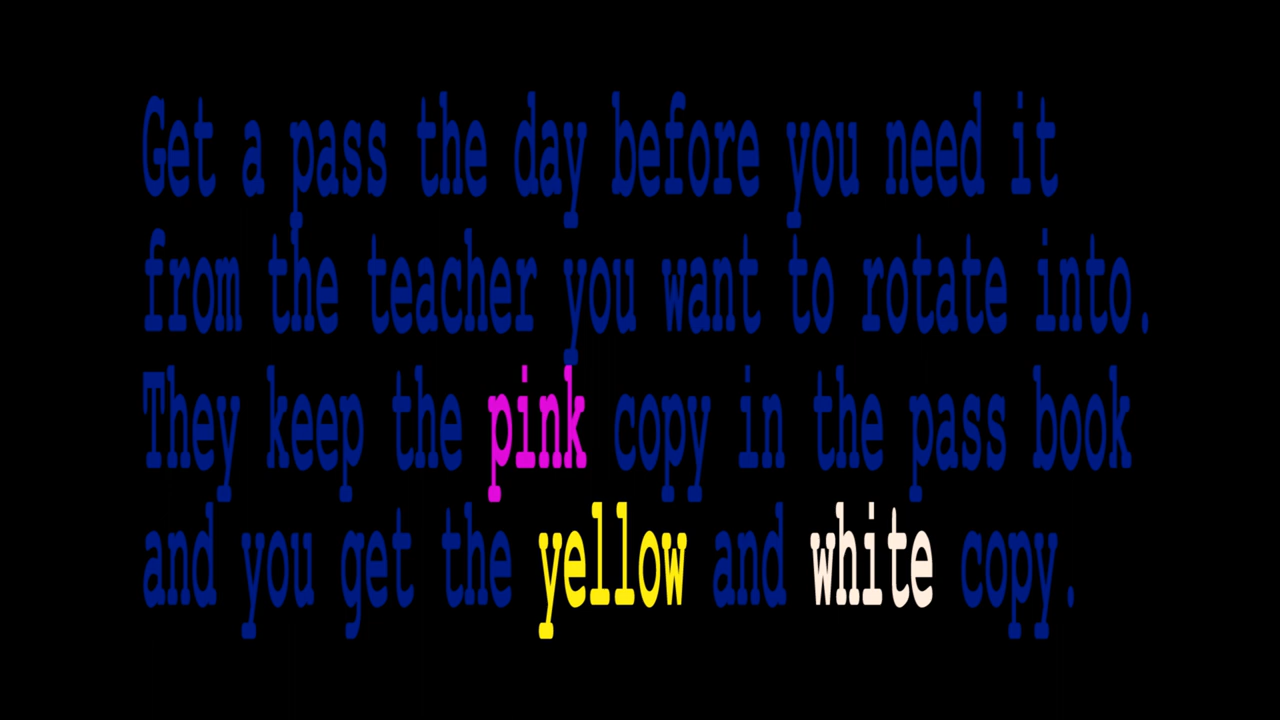 Get a pass the day before you need it
from the teacher you want to rotate into.
They keep the pink copy in the pass book
and you get the yellow and white copy.